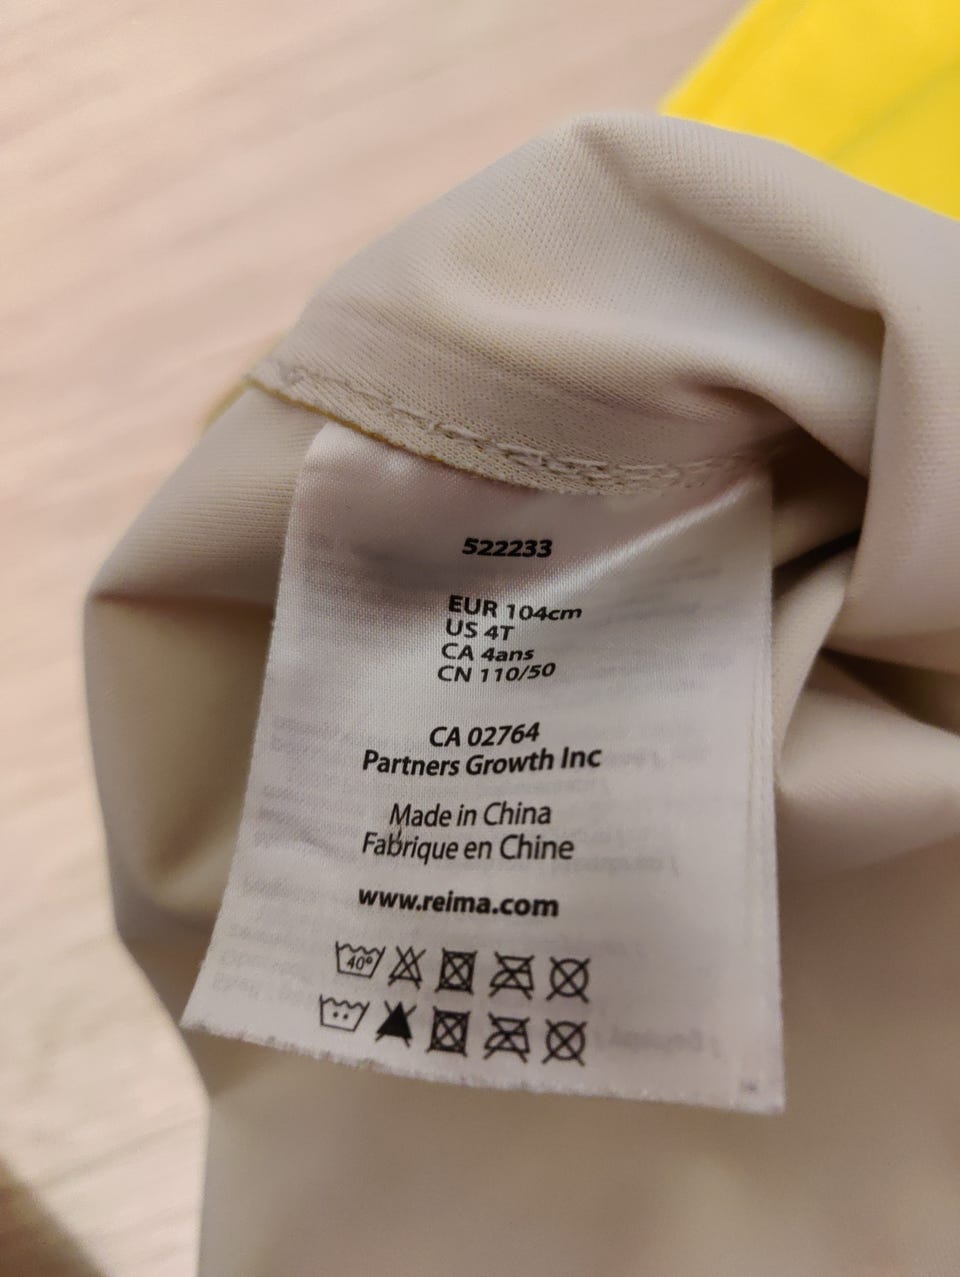 522233
EUR 104cm
US 4T
CA 4ans
CN 110/50
CA 02764
Partners Growth Inc
Made in China
Fabrique en Chine
www.reima.com
40°